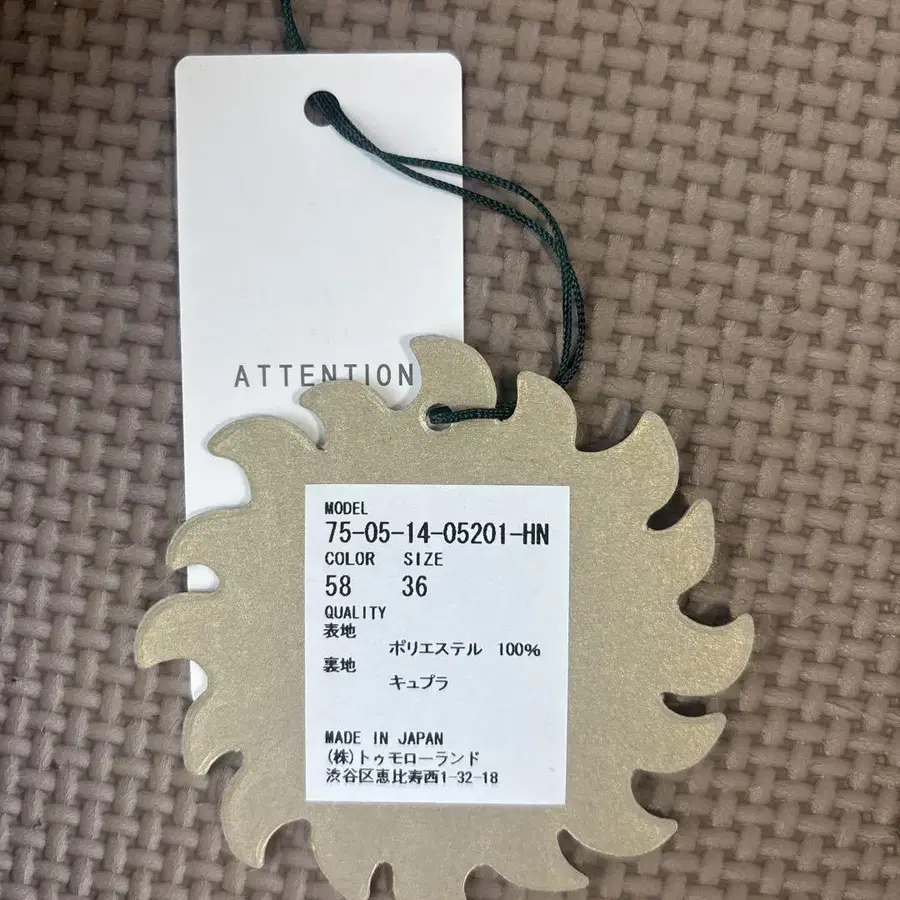 ATTENTION
MODEL
75-05-14-05201-HN
COLOR SIZE
58 36
QUALITY
表地
ポリエステル 100%
裏地
キュプラ
MADE IN JAPAN
(株)トゥモローランド
渋谷区恵比寿西1-32-18